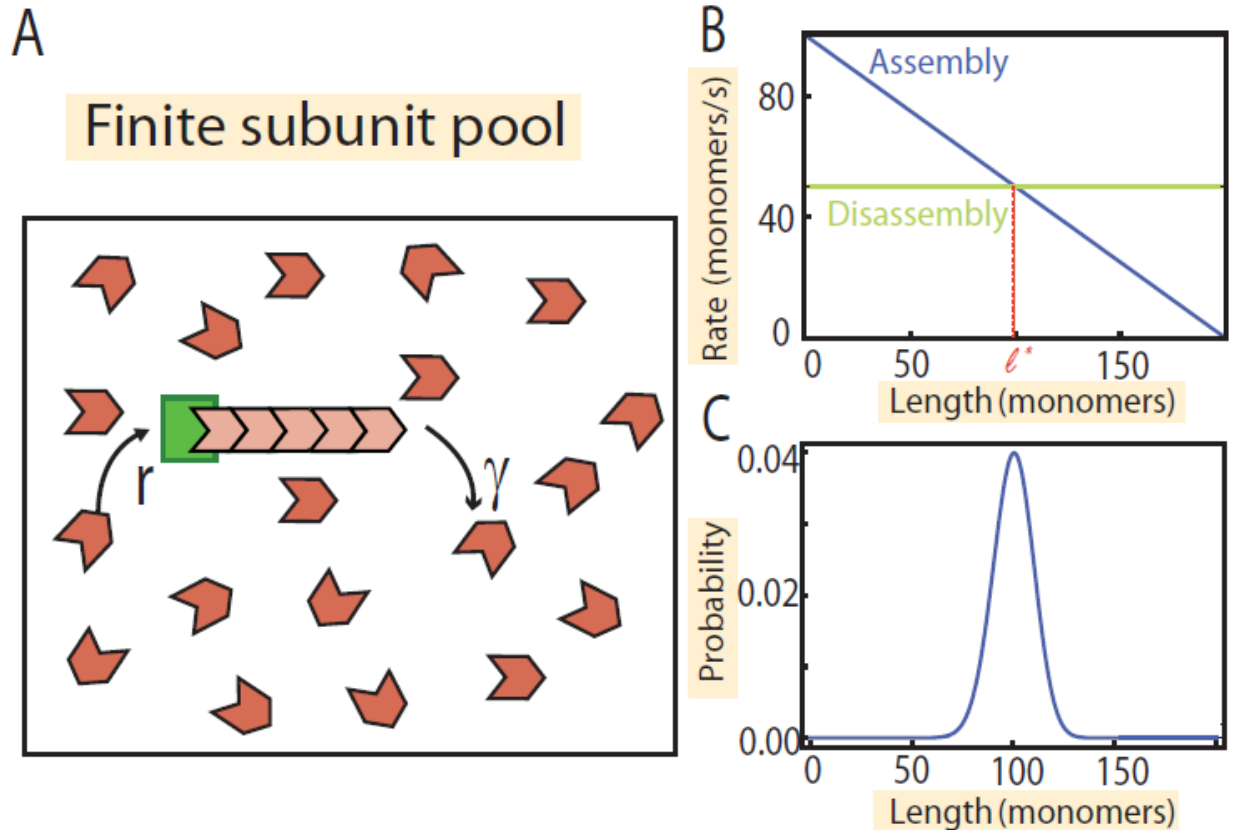 A
Finite subunit pool
r
γ
B
Rate (monomers/s)
80
40
0
Assembly
Disassembly
0 50 ℓ* 150
Length (monomers)
C
Probability
0.04
0.02
0.00
0 50 100 150
Length (monomers)